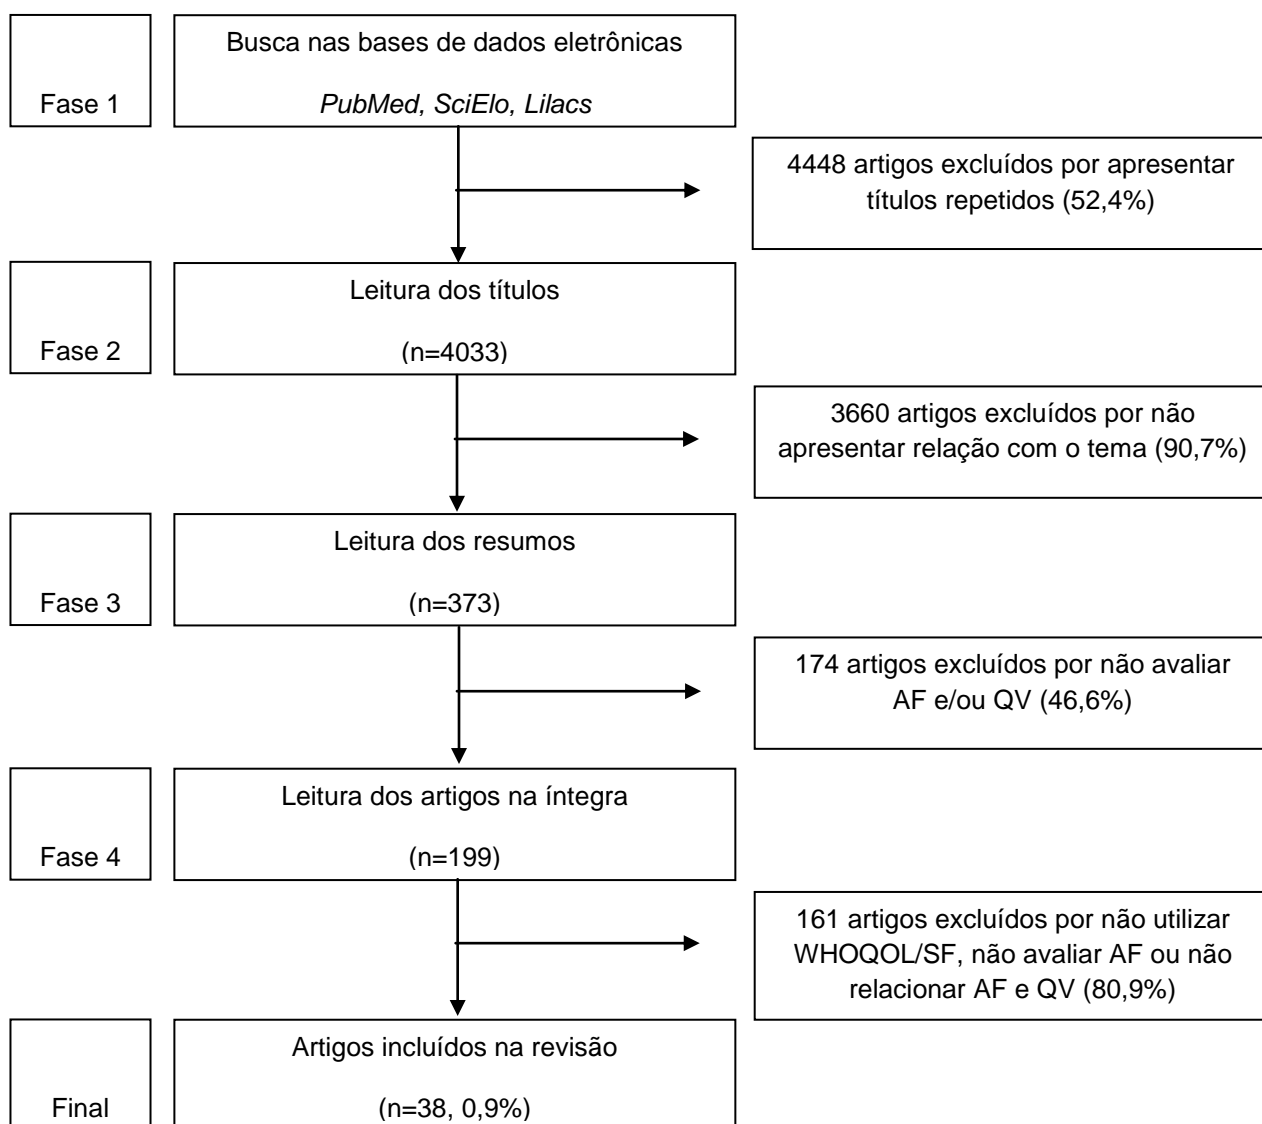 Busca nas bases de dados eletrônicas
Fase 1
PubMed, SciElo, Lilacs
4448 artigos excluídos por apresentar
títulos repetidos (52,4%)
Leitura dos títulos
Fase 2
(n=4033)
3660 artigos excluídos por não
apresentar relação com o tema (90,7%)
Leitura dos resumos
Fase 3
(n=373)
174 artigos excluídos por não avaliar
AF e/ou QV (46,6%)
Leitura dos artigos na íntegra
Fase 4
(n=199)
161 artigos excluídos por não utilizar
WHOQOL/SF, não avaliar AF ou não
relacionar AF e QV (80,9%)
Artigos incluídos na revisão
Final
(n=38, 0,9%)